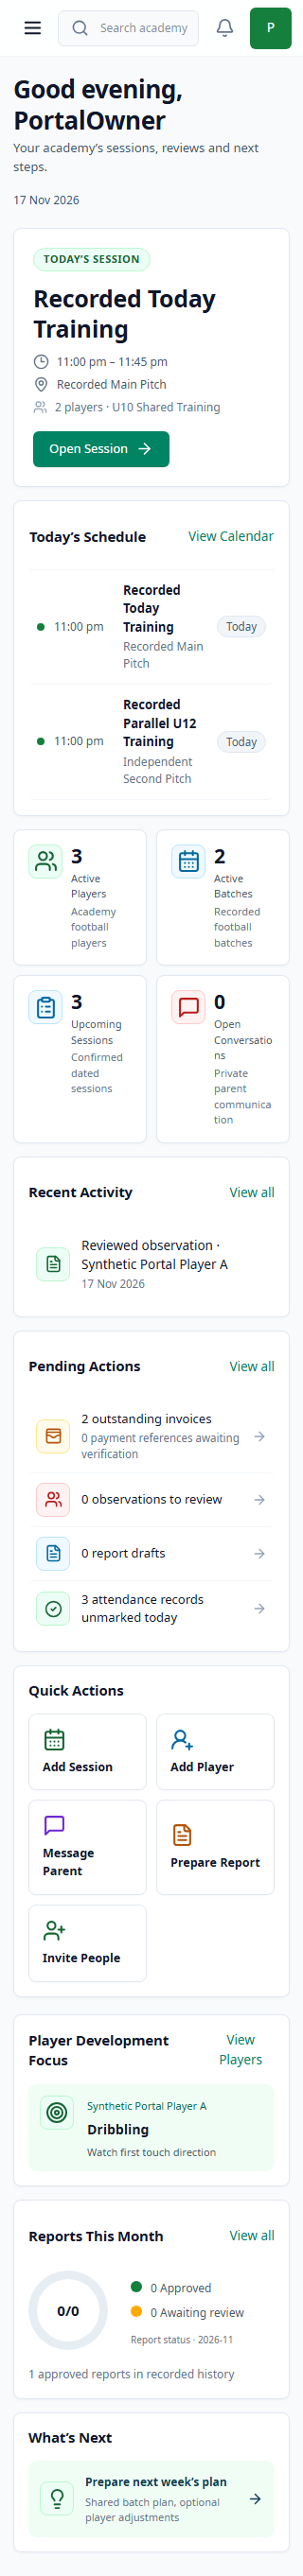 Search academy
P
Good evening,
PortalOwner
Your academy's sessions, reviews and next
steps.
17 Nov 2026
TODAY'S SESSION
Recorded Today
Training
11:00 pm – 11:45 pm
Recorded Main Pitch
2 players · U10 Shared Training
Open Session
Today's Schedule
View Calendar
11:00 pm
Recorded
Today
Training
Recorded Main
Pitch
Today
11:00 pm
Recorded
Parallel U12
Training
Independent
Second Pitch
Today
3
Active
Players
Academy
football
players
2
Active
Batches
Recorded
football
batches
3
Upcoming
Sessions
Confirmed
dated
sessions
0
Open
Conversatio
ns
Private
parent
communica
tion
Recent Activity
View all
Reviewed observation ·
Synthetic Portal Player A
17 Nov 2026
Pending Actions
View all
2 outstanding invoices
0 payment references awaiting
verification
0 observations to review
0 report drafts
3 attendance records
unmarked today
Quick Actions
Add Session
Add Player
Message
Parent
Prepare Report
Invite People
Player Development
Focus
View
Players
Synthetic Portal Player A
Dribbling
Watch first touch direction
Reports This Month
View all
0/0
0 Approved
0 Awaiting review
Report status · 2026-11
1 approved reports in recorded history
What's Next
Prepare next week's plan
Shared batch plan, optional
player adjustments